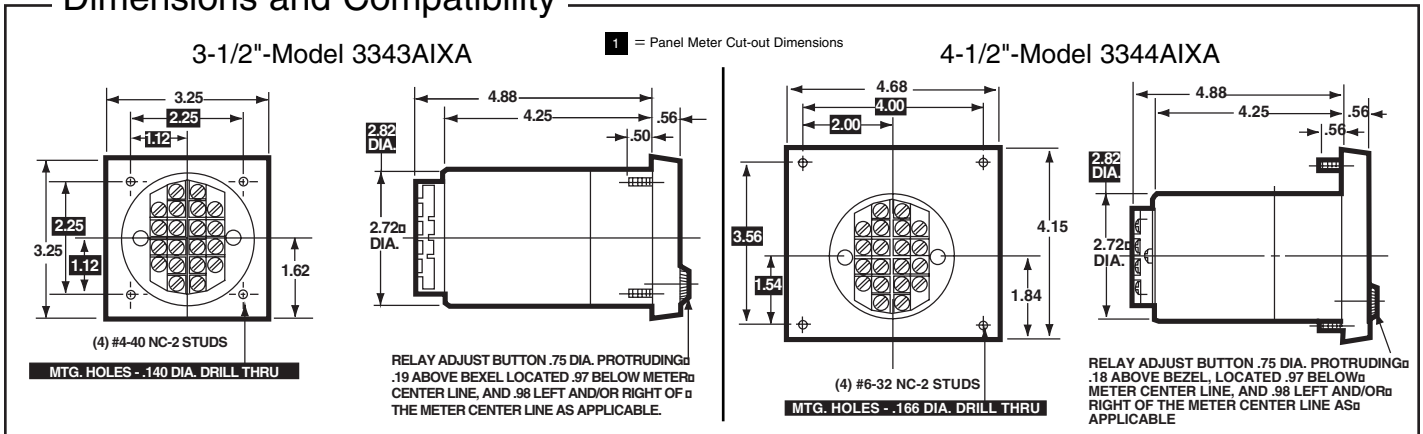 Dimensions and Compatibility
1 = Panel Meter Cut-out Dimensions
3-1/2"-Model 3343AIXA
3.25
2.25
1.12
2.25
3.25
1.12
1.62
(4) #4-40 NC-2 STUDS
MTG. HOLES - .140 DIA. DRILL THRU
4.88
4.25
.56
.50
2.82
DIA.
2.72
DIA.
RELAY ADJUST BUTTON .75 DIA. PROTRUDING
.19 ABOVE BEXEL LOCATED .97 BELOW METER
CENTER LINE, AND .98 LEFT AND/OR RIGHT OF
THE METER CENTER LINE AS APPLICABLE.
4-1/2"-Model 3344AIXA
4.68
4.00
2.00
3.56
4.15
1.54
1.84
(4) #6-32 NC-2 STUDS
MTG. HOLES - .166 DIA. DRILL THRU
4.88
4.25
.56
.56
2.82
DIA.
2.72
DIA.
RELAY ADJUST BUTTON .75 DIA. PROTRUDING
.18 ABOVE BEZEL, LOCATED .97 BELOW
METER CENTER LINE, AND .98 LEFT AND/OR
RIGHT OF THE METER CENTER LINE AS
APPLICABLE